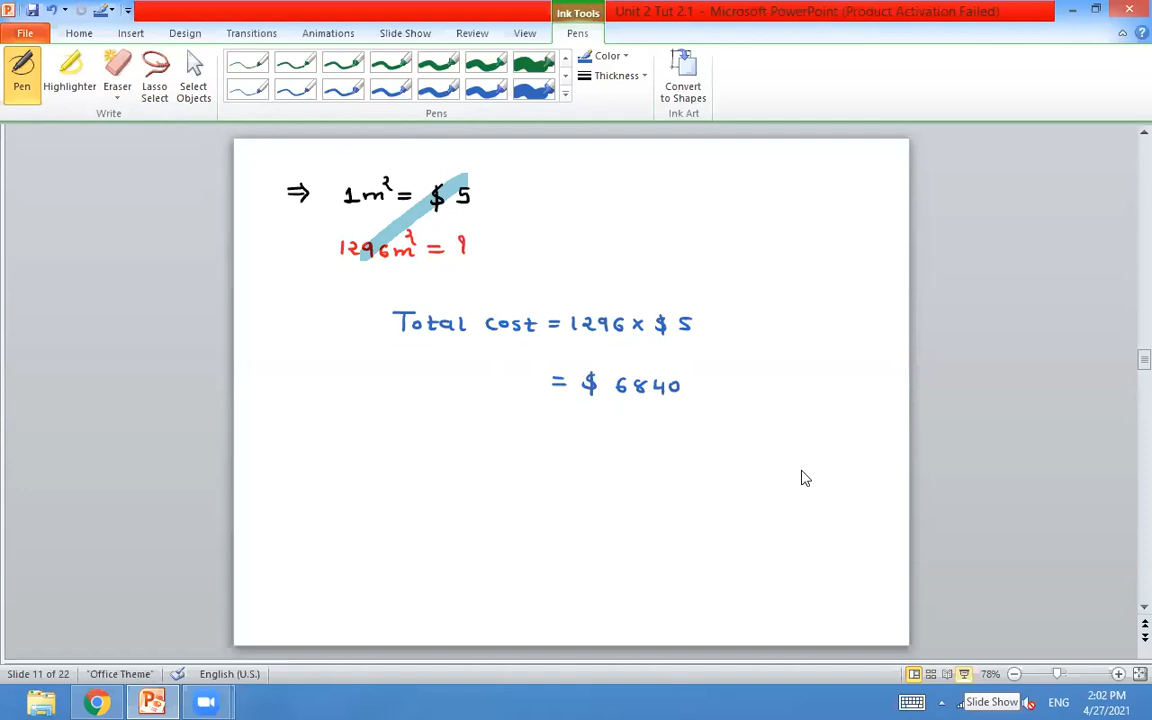 Ink Tools
Unit 2 Tut 2.1 - Microsoft PowerPoint (Product Activation Failed)
File Home Insert Design Transitions Animations Slide Show Review View Pens
Pen Highlighter Eraser Lasso Select Select Objects
Color
Thickness
Convert to Shapes
Write Pens Ink Art
⇒ 1m² = $ 5
1296m² = ?
Total cost = 1296 x $ 5
= $ 6840
Slide 11 of 22 "Office Theme" English (U.S.) 78%
Slide Show ENG 2:02 PM
4/27/2021